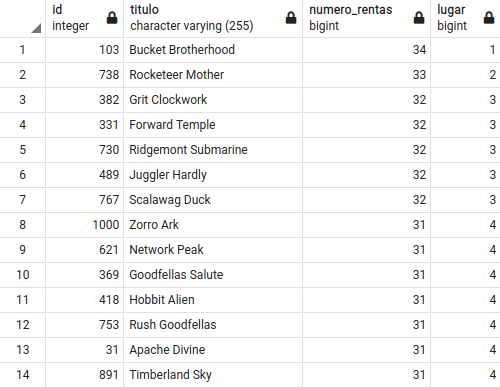 id titulo numero_rentas lugar
integer character varying (255) bigint bigint
1 103 Bucket Brotherhood 34 1
2 738 Rocketeer Mother 33 2
3 382 Grit Clockwork 32 3
4 331 Forward Temple 32 3
5 730 Ridgemont Submarine 32 3
6 489 Juggler Hardly 32 3
7 767 Scalawag Duck 32 3
8 1000 Zorro Ark 31 4
9 621 Network Peak 31 4
10 369 Goodfellas Salute 31 4
11 418 Hobbit Alien 31 4
12 753 Rush Goodfellas 31 4
13 31 Apache Divine 31 4
14 891 Timberland Sky 31 4